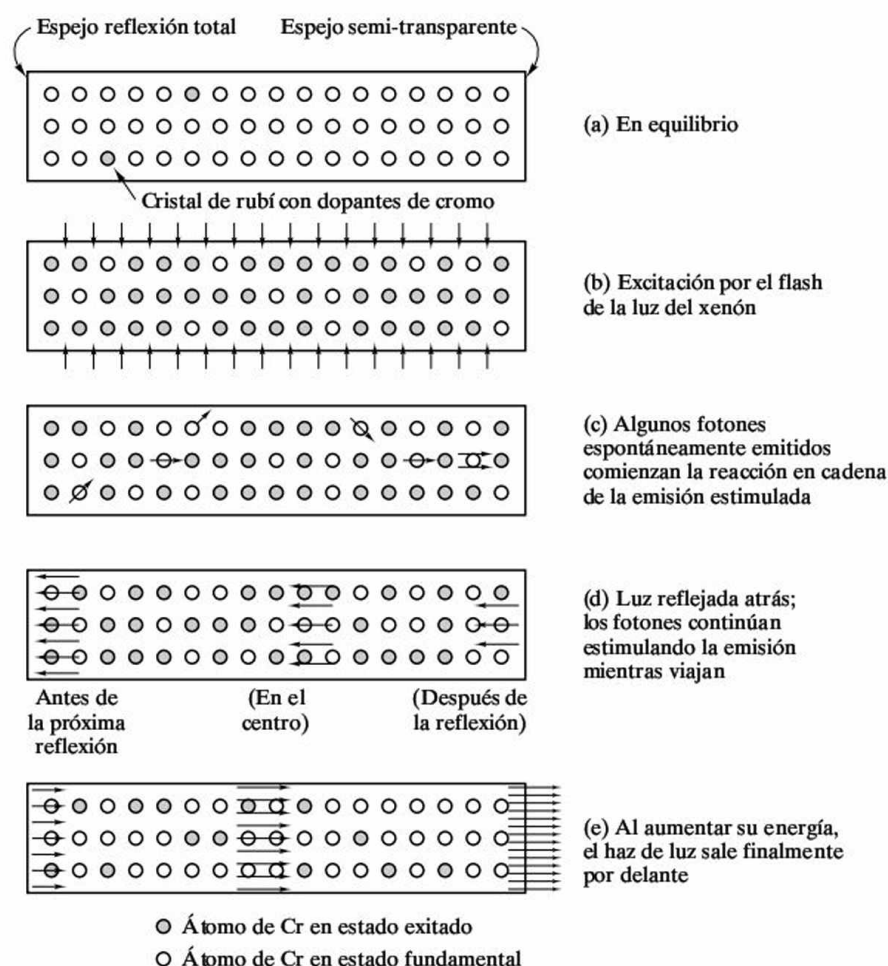 Espejo reflexión total
Espejo semi-transparente
(a) En equilibrio
Cristal de rubí con dopantes de cromo
(b) Excitación por el flash
de la luz del xenón
(c) Algunos fotones
espontáneamente emitidos
comienzan la reacción en cadena
de la emisión estimulada
(d) Luz reflejada atrás;
los fotones continúan
estimulando la emisión
mientras viajan
Antes de
la próxima
reflexión
(En el
centro)
(Después de
la reflexión)
(e) Al aumentar su energía,
el haz de luz sale finalmente
por delante
Átomo de Cr en estado exitado
Átomo de Cr en estado fundamental